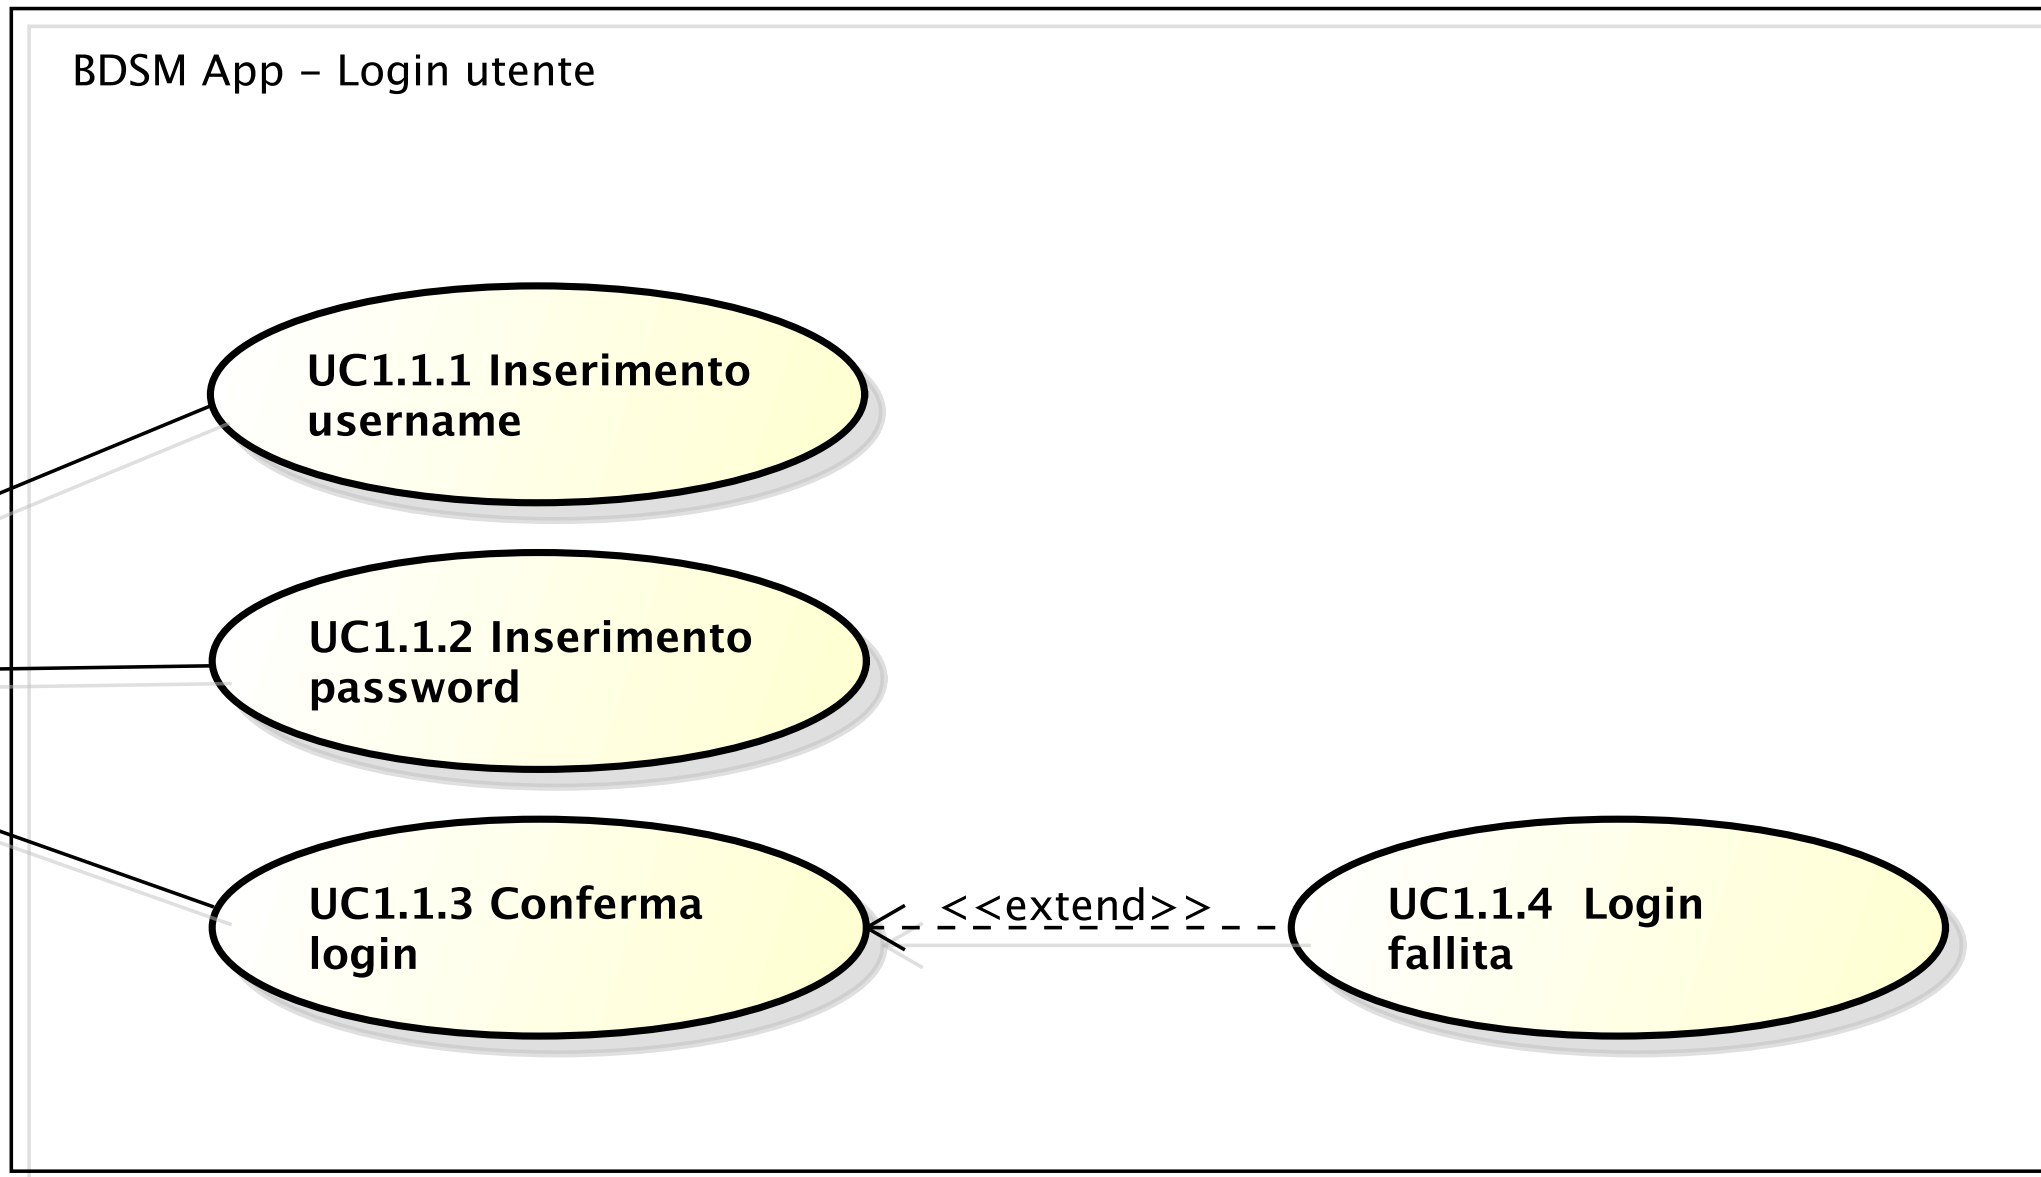 BDSM App – Login utente
UC1.1.1 Inserimento
username
UC1.1.2 Inserimento
password
UC1.1.3 Conferma
login
<<extend>>
UC1.1.4  Login
fallita